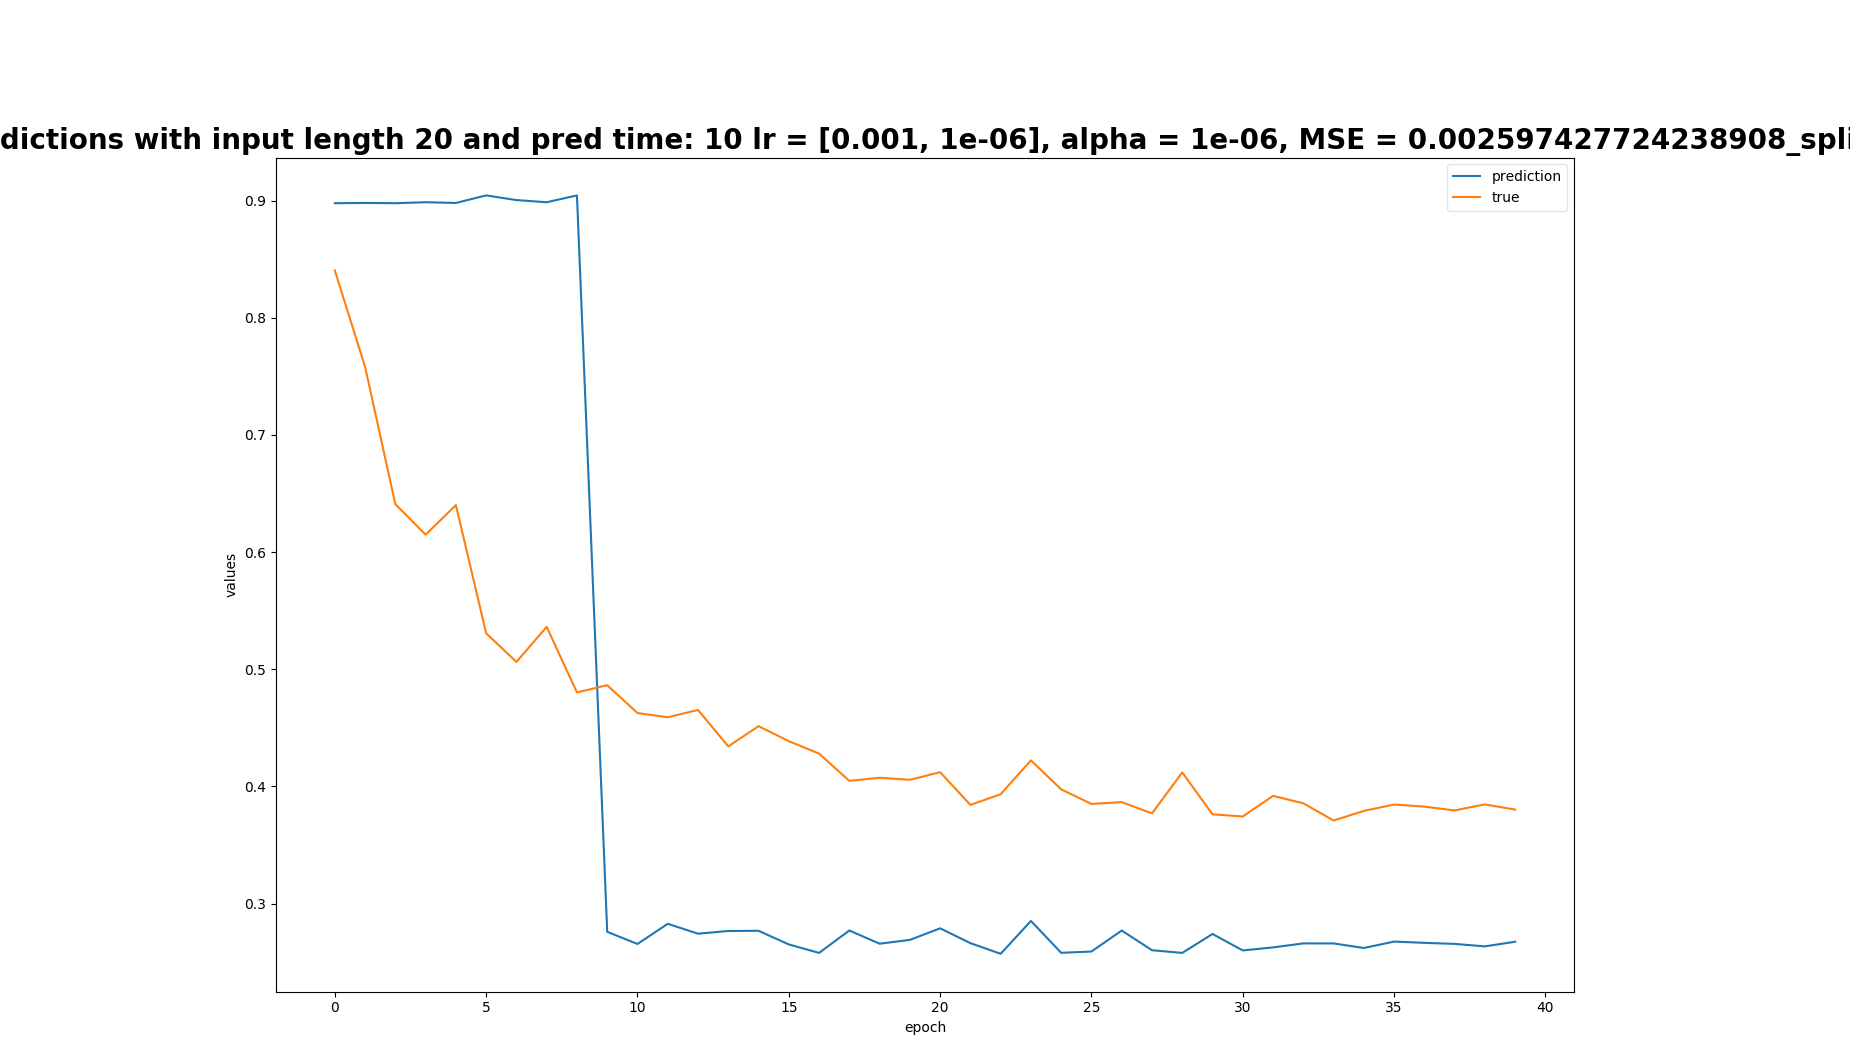 dictions with input length 20 and pred time: 10 lr = [0.001, 1e-06], alpha = 1e-06, MSE = 0.002597427724238908_spli
prediction
true
0.9
0.8
0.7
0.6
0.5
0.4
0.3
values
0 5 10 15 20 25 30 35 40
epoch